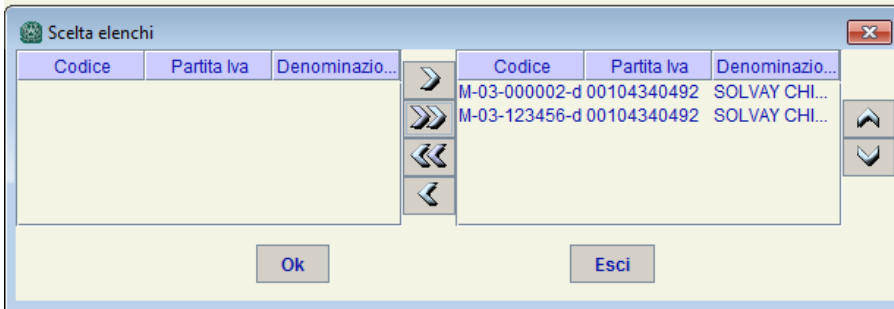 Scelta elenchi
Codice Partita Iva Denominazio... Codice Partita Iva Denominazio...
M-03-000002-d 00104340492 SOLVAY CHI...
M-03-123456-d 00104340492 SOLVAY CHI...
Ok Esci